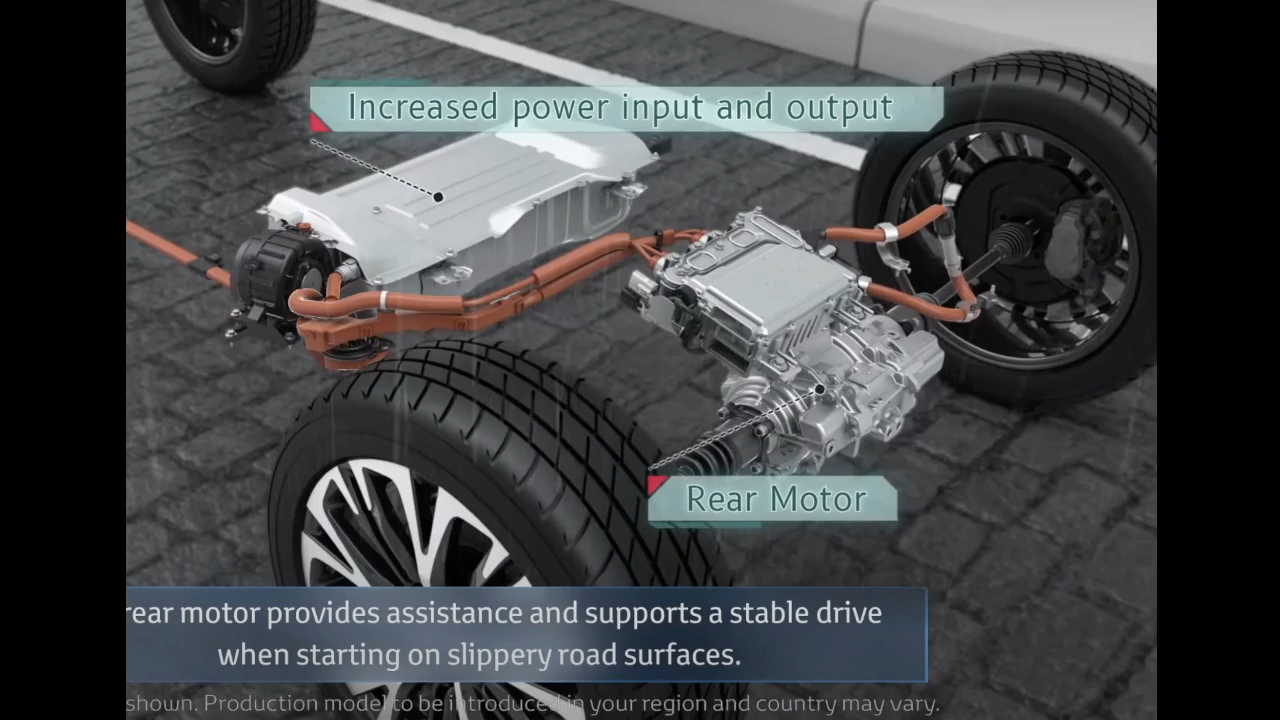 Increased power input and output
Rear Motor
rear motor provides assistance and supports a stable drive
when starting on slippery road surfaces.
shown. Production model to be introduced in your region and country may vary.